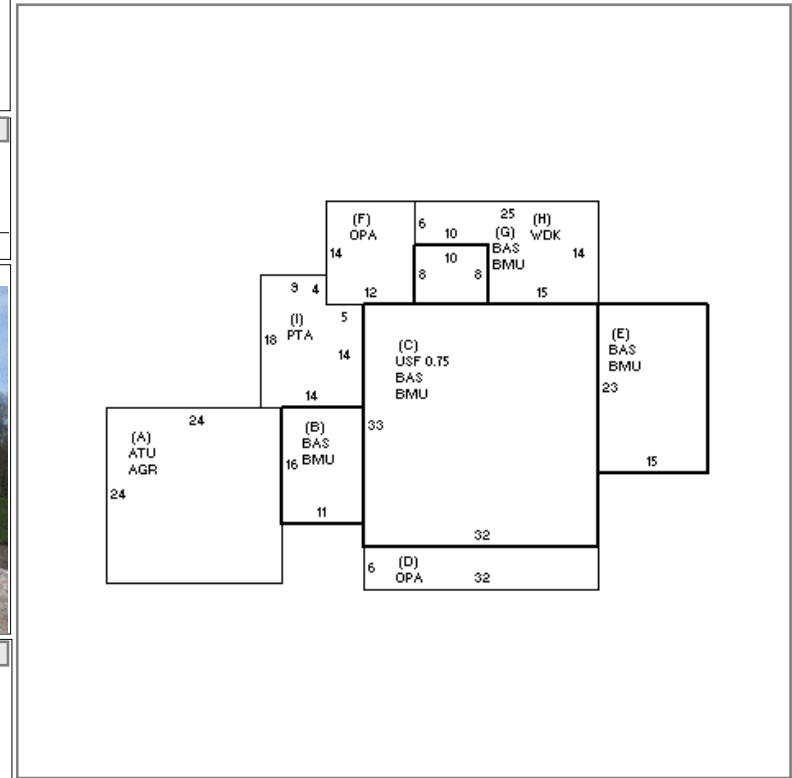 (F)
OPA
14
12
6
10
25
(H)
WDK
(G)
BAS
BMU
14
10
8
8
15
9
4
5
(I)
PTA
18
14
14
(C)
USF 0.75
BAS
BMU
33
32
(E)
BAS
BMU
23
15
24
(A)
ATU
AGR
24
(B)
BAS
BMU
16
11
6
(D)
OPA
32